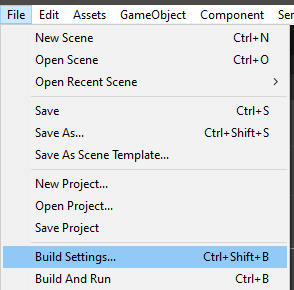 File Edit Assets GameObject Component Ser
New Scene Ctrl+N
Open Scene Ctrl+O
Open Recent Scene
Save Ctrl+S
Save As... Ctrl+Shift+S
Save As Scene Template...
New Project...
Open Project...
Save Project
Build Settings... Ctrl+Shift+B
Build And Run Ctrl+B